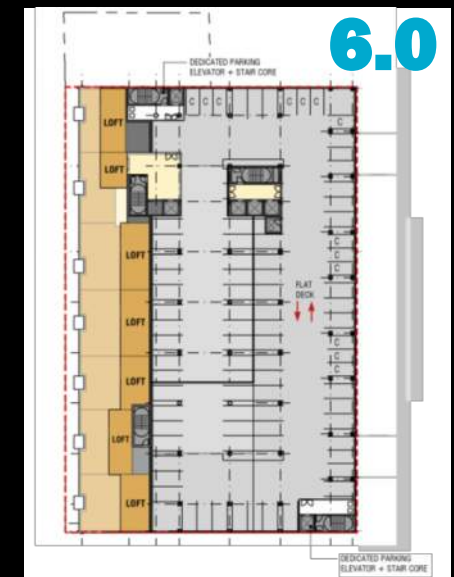 6.0
DEDICATED PARKING
ELEVATOR + STAIR CORE
C C C
C C C
C
LOFT
LOFT
LOFT
C
C
C
FLAT
DECK
LOFT
C
C
C
LOFT
LOFT
LOFT
DEDICATED PARKING
ELEVATOR + STAIR CORE